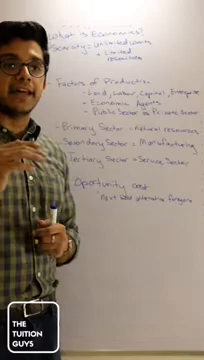 What is Economics?
Scarcity = Unlimited wants
+ Limited
resources
Factors of Production
- Land, Labour, Capital, Enterprise
- Economic Agents
- Public Sector vs Private Sector
- Primary Sector = Natural resources
- Secondary Sector = Manufacturing
Tertiary Sector = Service Sector
Oportunity cost
Next best alternative foregone
THE
TUITION
GUYS